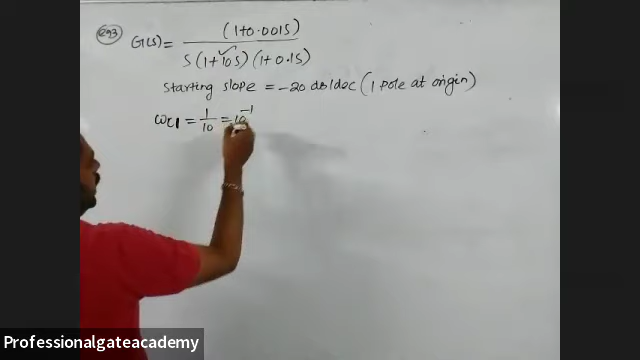 293 G(s) = (1+0.001s)
s(1+10s)(1+0.1s)
starting slope = -20 dB/dec (1 pole at origin)
ωc1 = 1/10 = 10^-1
Professionalgateacademy